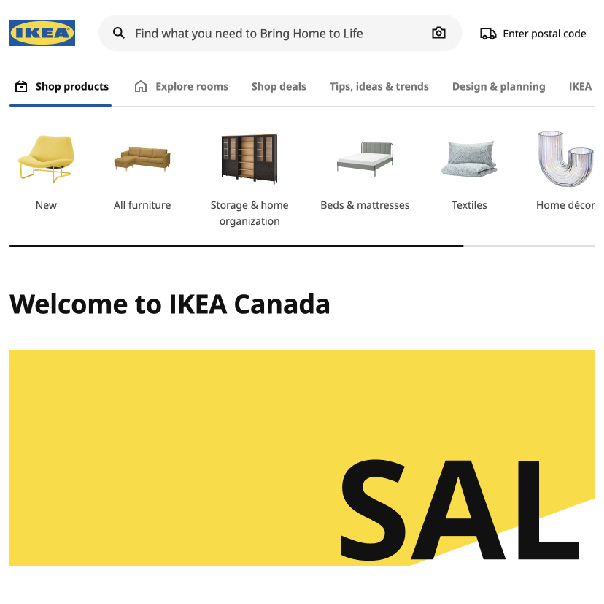 IKEA
Find what you need to Bring Home to Life
Enter postal code
Shop products
Explore rooms
Shop deals
Tips, ideas & trends
Design & planning
IKEA
New
All furniture
Storage & home
organization
Beds & mattresses
Textiles
Home décor
Welcome to IKEA Canada
SAL